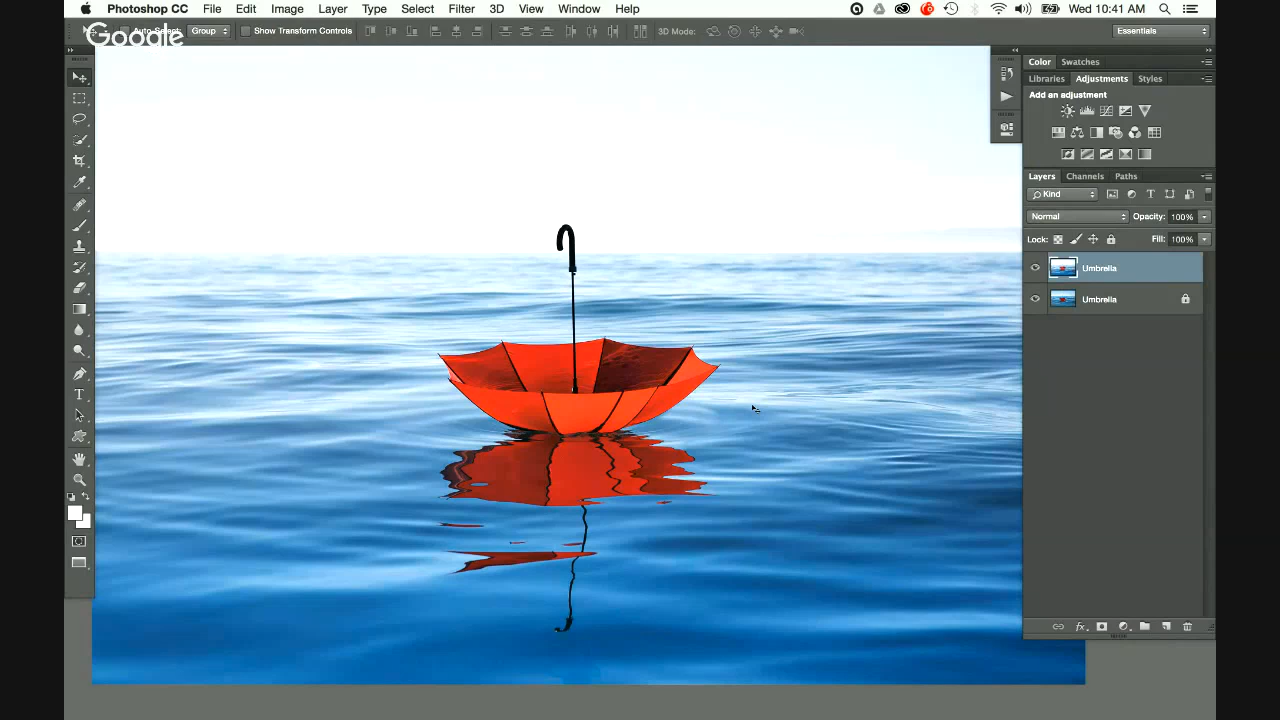 Photoshop CC File Edit Image Layer Type Select Filter 3D View Window Help Wed 10:41 AM
Google
Auto-Select: Group Show Transform Controls 3D Mode: Essentials
Color Swatches
Libraries Adjustments Styles
Add an adjustment
Layers Channels Paths
Kind
Normal Opacity: 100%
Lock: Fill: 100%
Umbrella
Umbrella